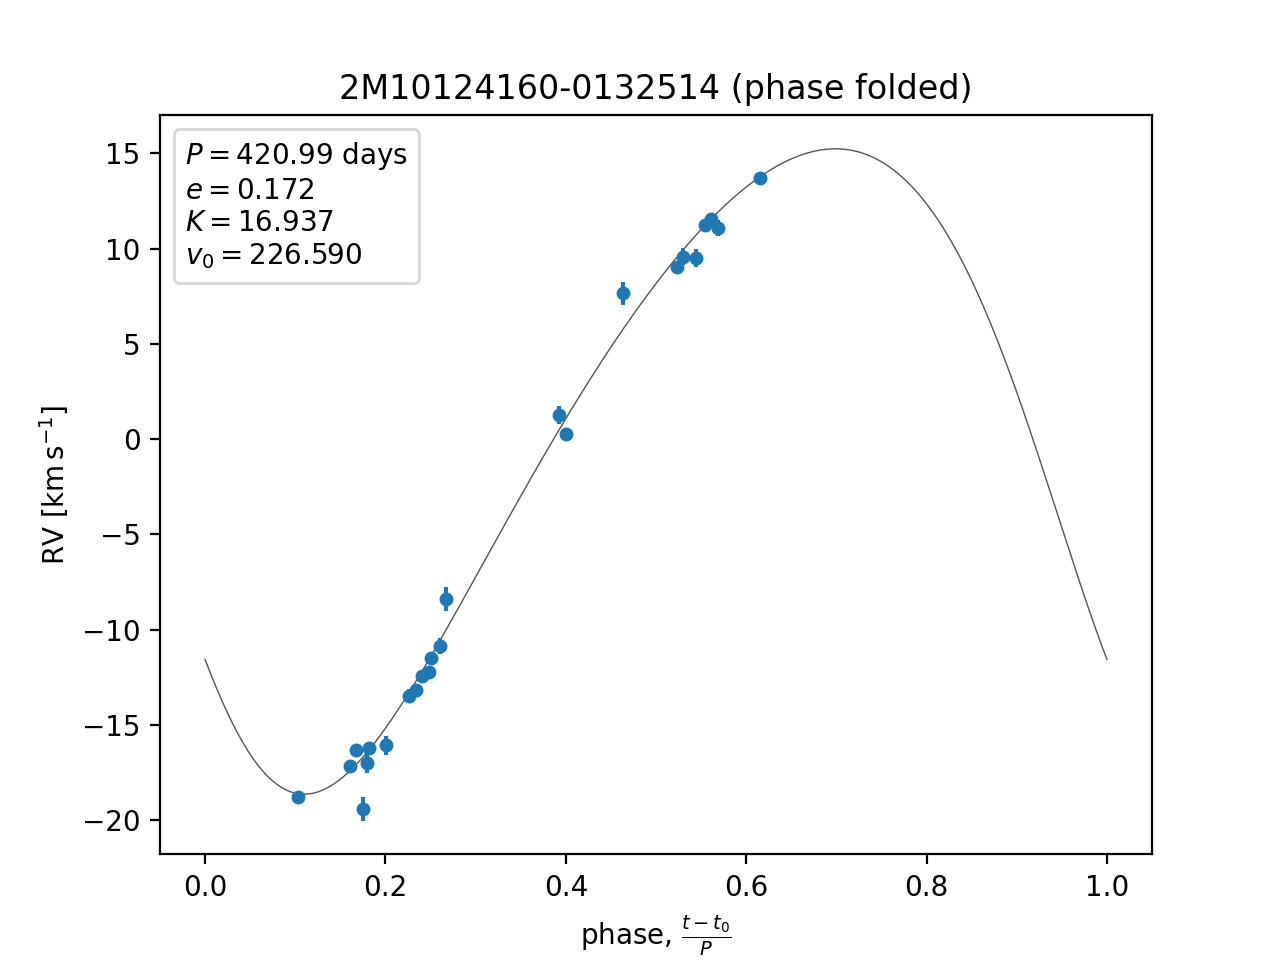 2M10124160-0132514 (phase folded)
P = 420.99 days
e = 0.172
K = 16.937
v₀ = 226.590
15
10
5
0
−5
−10
−15
−20
RV [km s⁻¹]
0.0 0.2 0.4 0.6 0.8 1.0
phase, (t − t₀)/P